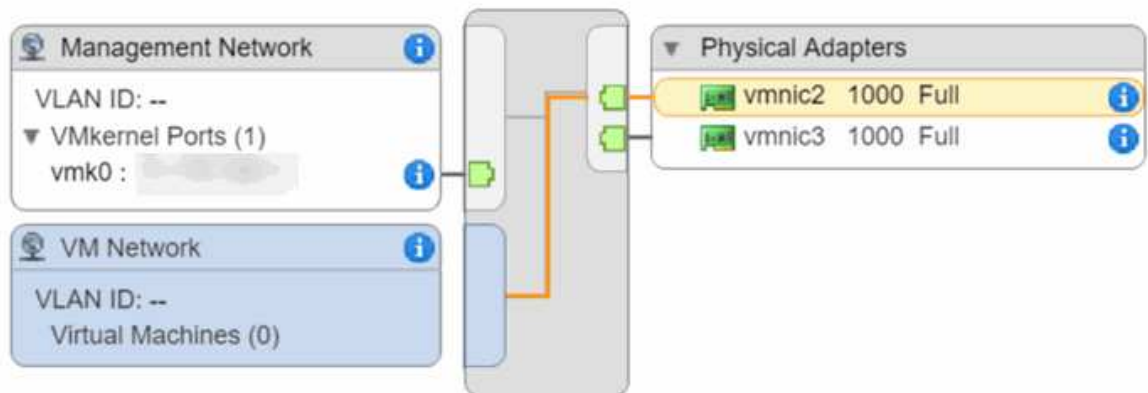 Management Network
VLAN ID: --
VMkernel Ports (1)
vmk0 :
VM Network
VLAN ID: --
Virtual Machines (0)
Physical Adapters
vmnic2 1000 Full
vmnic3 1000 Full